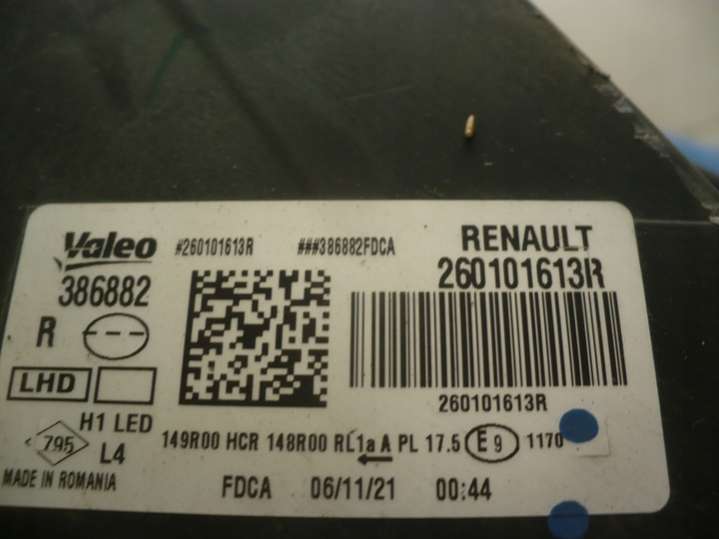 Valeo #260101613R ###386882FDCA RENAULT
386882 260101613R
R
LHD 260101613R
H1 LED
795 L4 149R00 HCR 148R00 RL1a A PL 17.5 E9 1170
MADE IN ROMANIA FDCA 06/11/21 00:44